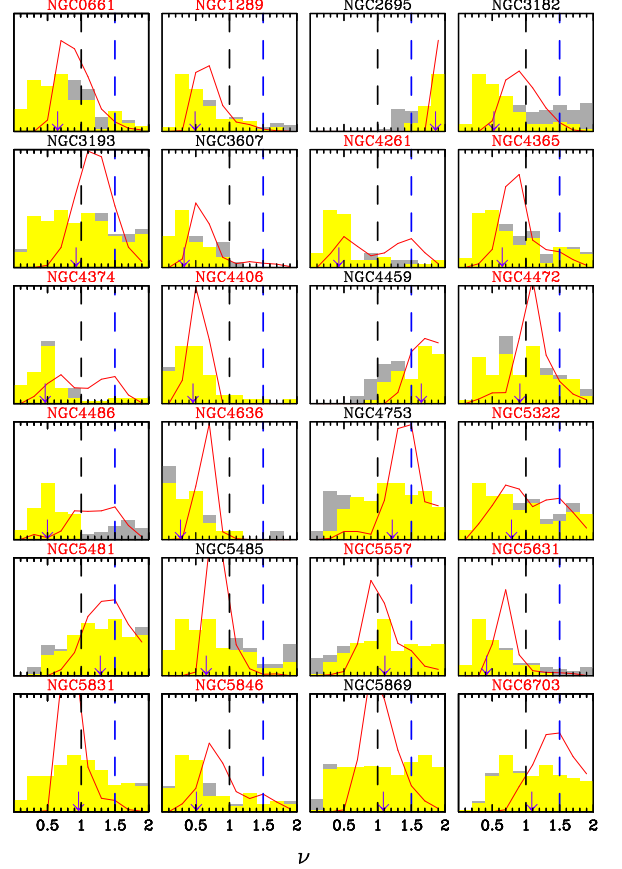 NGC0661 NGC1289 NGC2695 NGC3182
NGC3193 NGC3607 NGC4261 NGC4365
NGC4374 NGC4406 NGC4459 NGC4472
NGC4486 NGC4636 NGC4753 NGC5322
NGC5481 NGC5485 NGC5557 NGC5631
NGC5831 NGC5846 NGC5869 NGC6703
0.5 1 1.5 2 0.5 1 1.5 2 0.5 1 1.5 2 0.5 1 1.5 2
ν